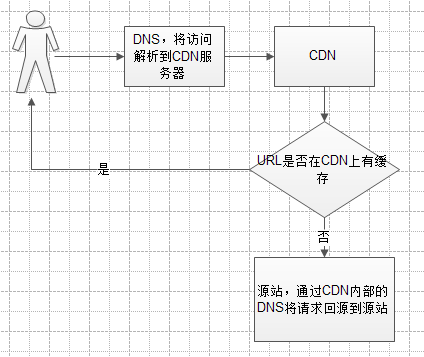 DNS，将访问
解析到CDN服
务器
CDN
URL是否在CDN上有缓
存
是
否
源站，通过CDN内部的
DNS将请求回源到源站